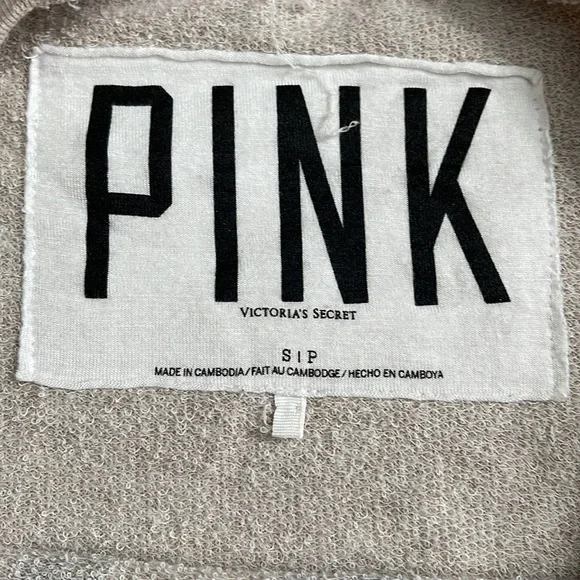 PINK
VICTORIA'S SECRET
S | P
MADE IN CAMBODIA/FAIT AU CAMBODGE/HECHO EN CAMBOYA